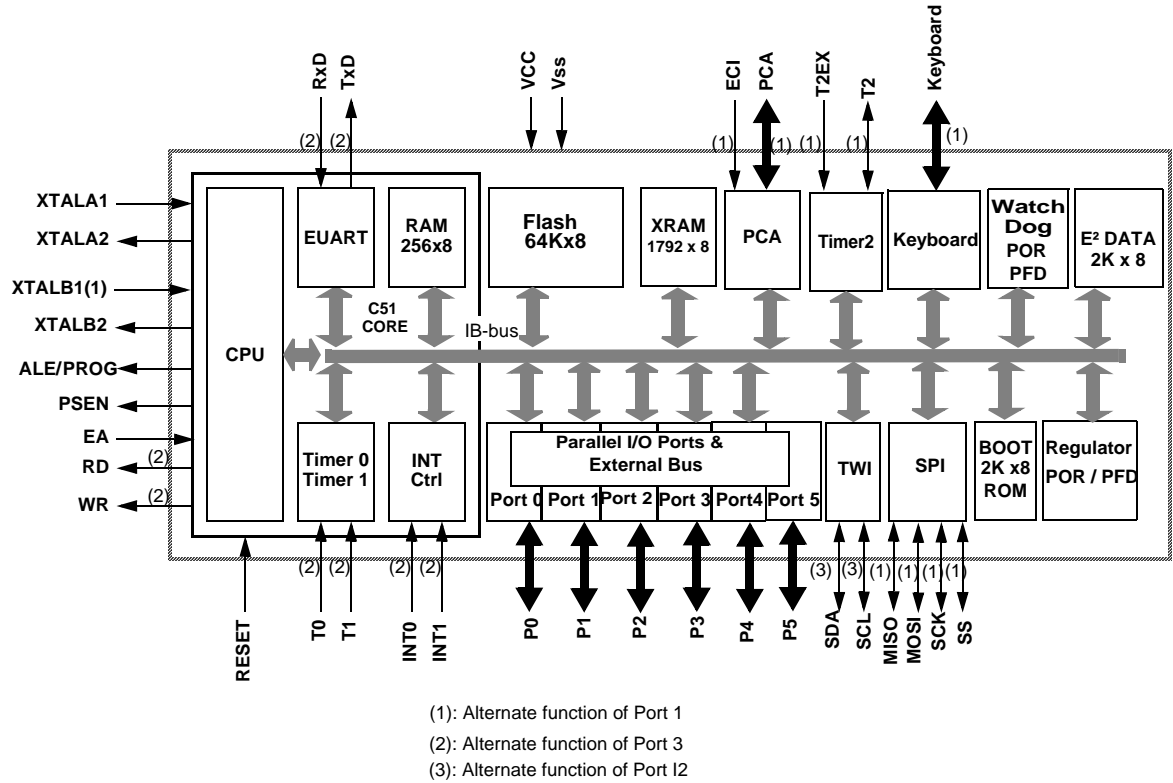 RxD
TxD
VCC
Vss
ECI
PCA
T2EX
T2
Keyboard
(2)
(2)
(1)
(1)
(1)
(1)
(1)
XTALA1
XTALA2
XTALB1(1)
XTALB2
ALE/PROG
PSEN
EA
RD
(2)
WR
(2)
CPU
EUART
RAM
256x8
C51
CORE
IB-bus
Flash
64Kx8
XRAM
1792 x 8
PCA
Timer2
Keyboard
Watch
Dog
POR
PFD
E² DATA
2K x 8
Timer 0
Timer 1
INT
Ctrl
Parallel I/O Ports &
External Bus
Port 0
Port 1
Port 2
Port 3
Port4
Port 5
TWI
SPI
BOOT
2K x8
ROM
Regulator
POR / PFD
(2)
(2)
(2)
(2)
(3)
(3)
(1)
(1)
(1)
(1)
RESET
T0
T1
INT0
INT1
P0
P1
P2
P3
P4
P5
SDA
SCL
MISO
MOSI
SCK
SS
(1): Alternate function of Port 1
(2): Alternate function of Port 3
(3): Alternate function of Port I2